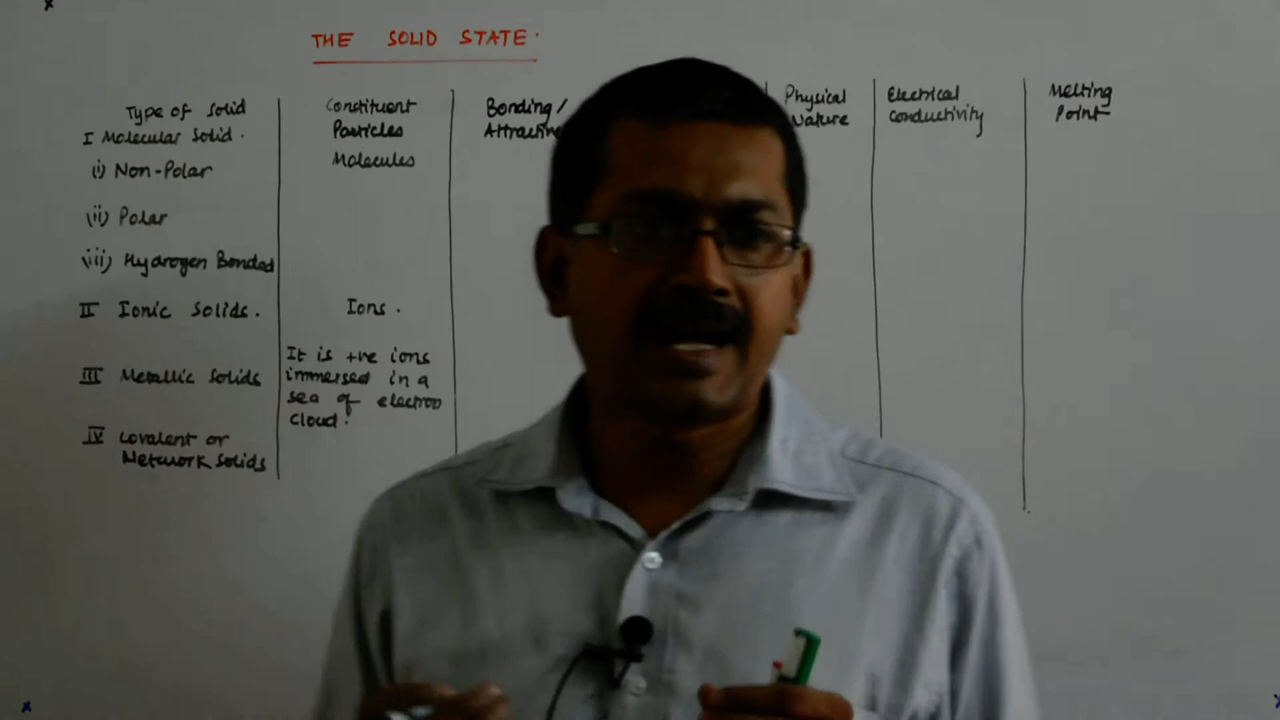 THE SOLID STATE.
Type of solid
Constituent Particles
Bonding/ Attractive
Physical Nature
Electrical conductivity
Melting Point
I Molecular Solid.
Molecules
(i) Non-Polar
(ii) Polar
(iii) Hydrogen Bonded
II Ionic Solids.
Ions.
III Metallic Solids
It is +ve ions
immersed in a
sea of electron
cloud.
IV Covalent or
Network Solids